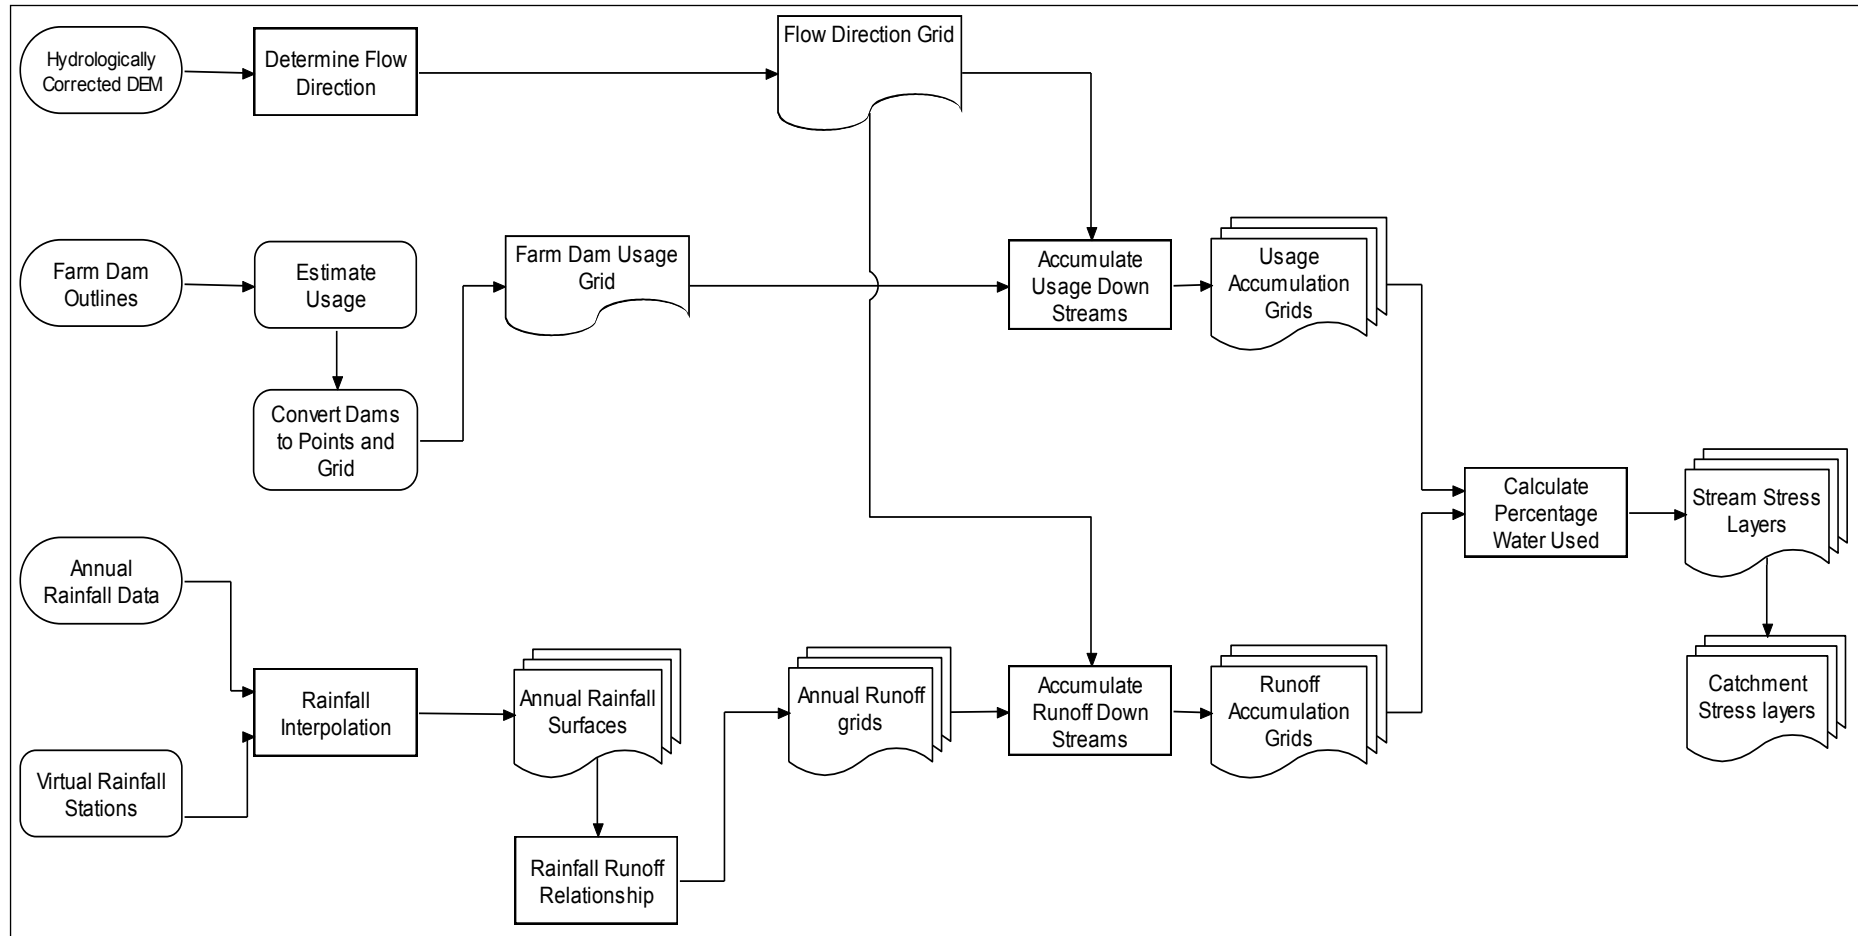 Hydrologically
Corrected DEM
Determine Flow
Direction
Flow Direction Grid
Farm Dam
Outlines
Estimate
Usage
Farm Dam Usage
Grid
Accumulate
Usage Down
Streams
Usage
Accumulation
Grids
Convert Dams
to Points and
Grid
Calculate
Percentage
Water Used
Stream Stress
Layers
Annual
Rainfall Data
Rainfall
Interpolation
Annual Rainfall
Surfaces
Annual Runoff
grids
Accumulate
Runoff Down
Streams
Runoff
Accumulation
Grids
Catchment
Stress layers
Virtual Rainfall
Stations
Rainfall Runoff
Relationship